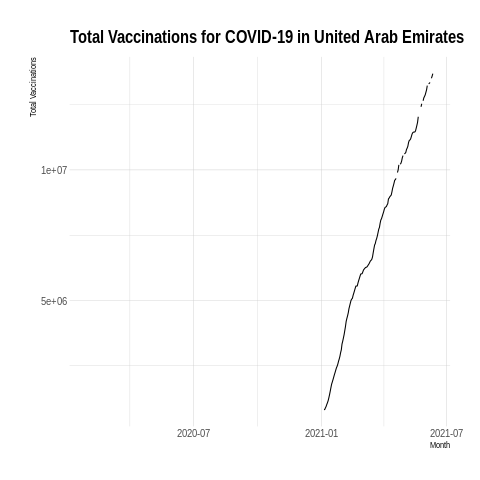 Total Vaccinations for COVID-19 in United Arab Emirates
Total Vaccinations
1e+07
5e+06
2020-07
2021-01
2021-07
Month